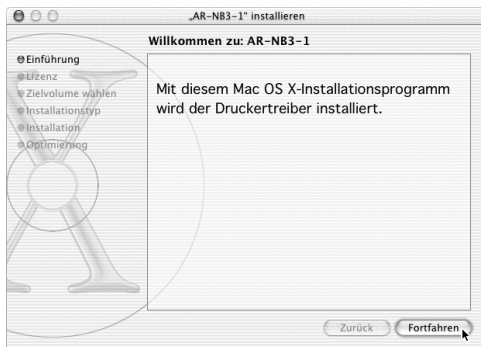 „AR-NB3-1“ installieren
Willkommen zu: AR-NB3-1
Einführung
Lizenz
Zielvolume wählen
Installationstyp
Installation
Optimierung
Mit diesem Mac OS X-Installationsprogramm
wird der Druckertreiber installiert.
Zurück
Fortfahren